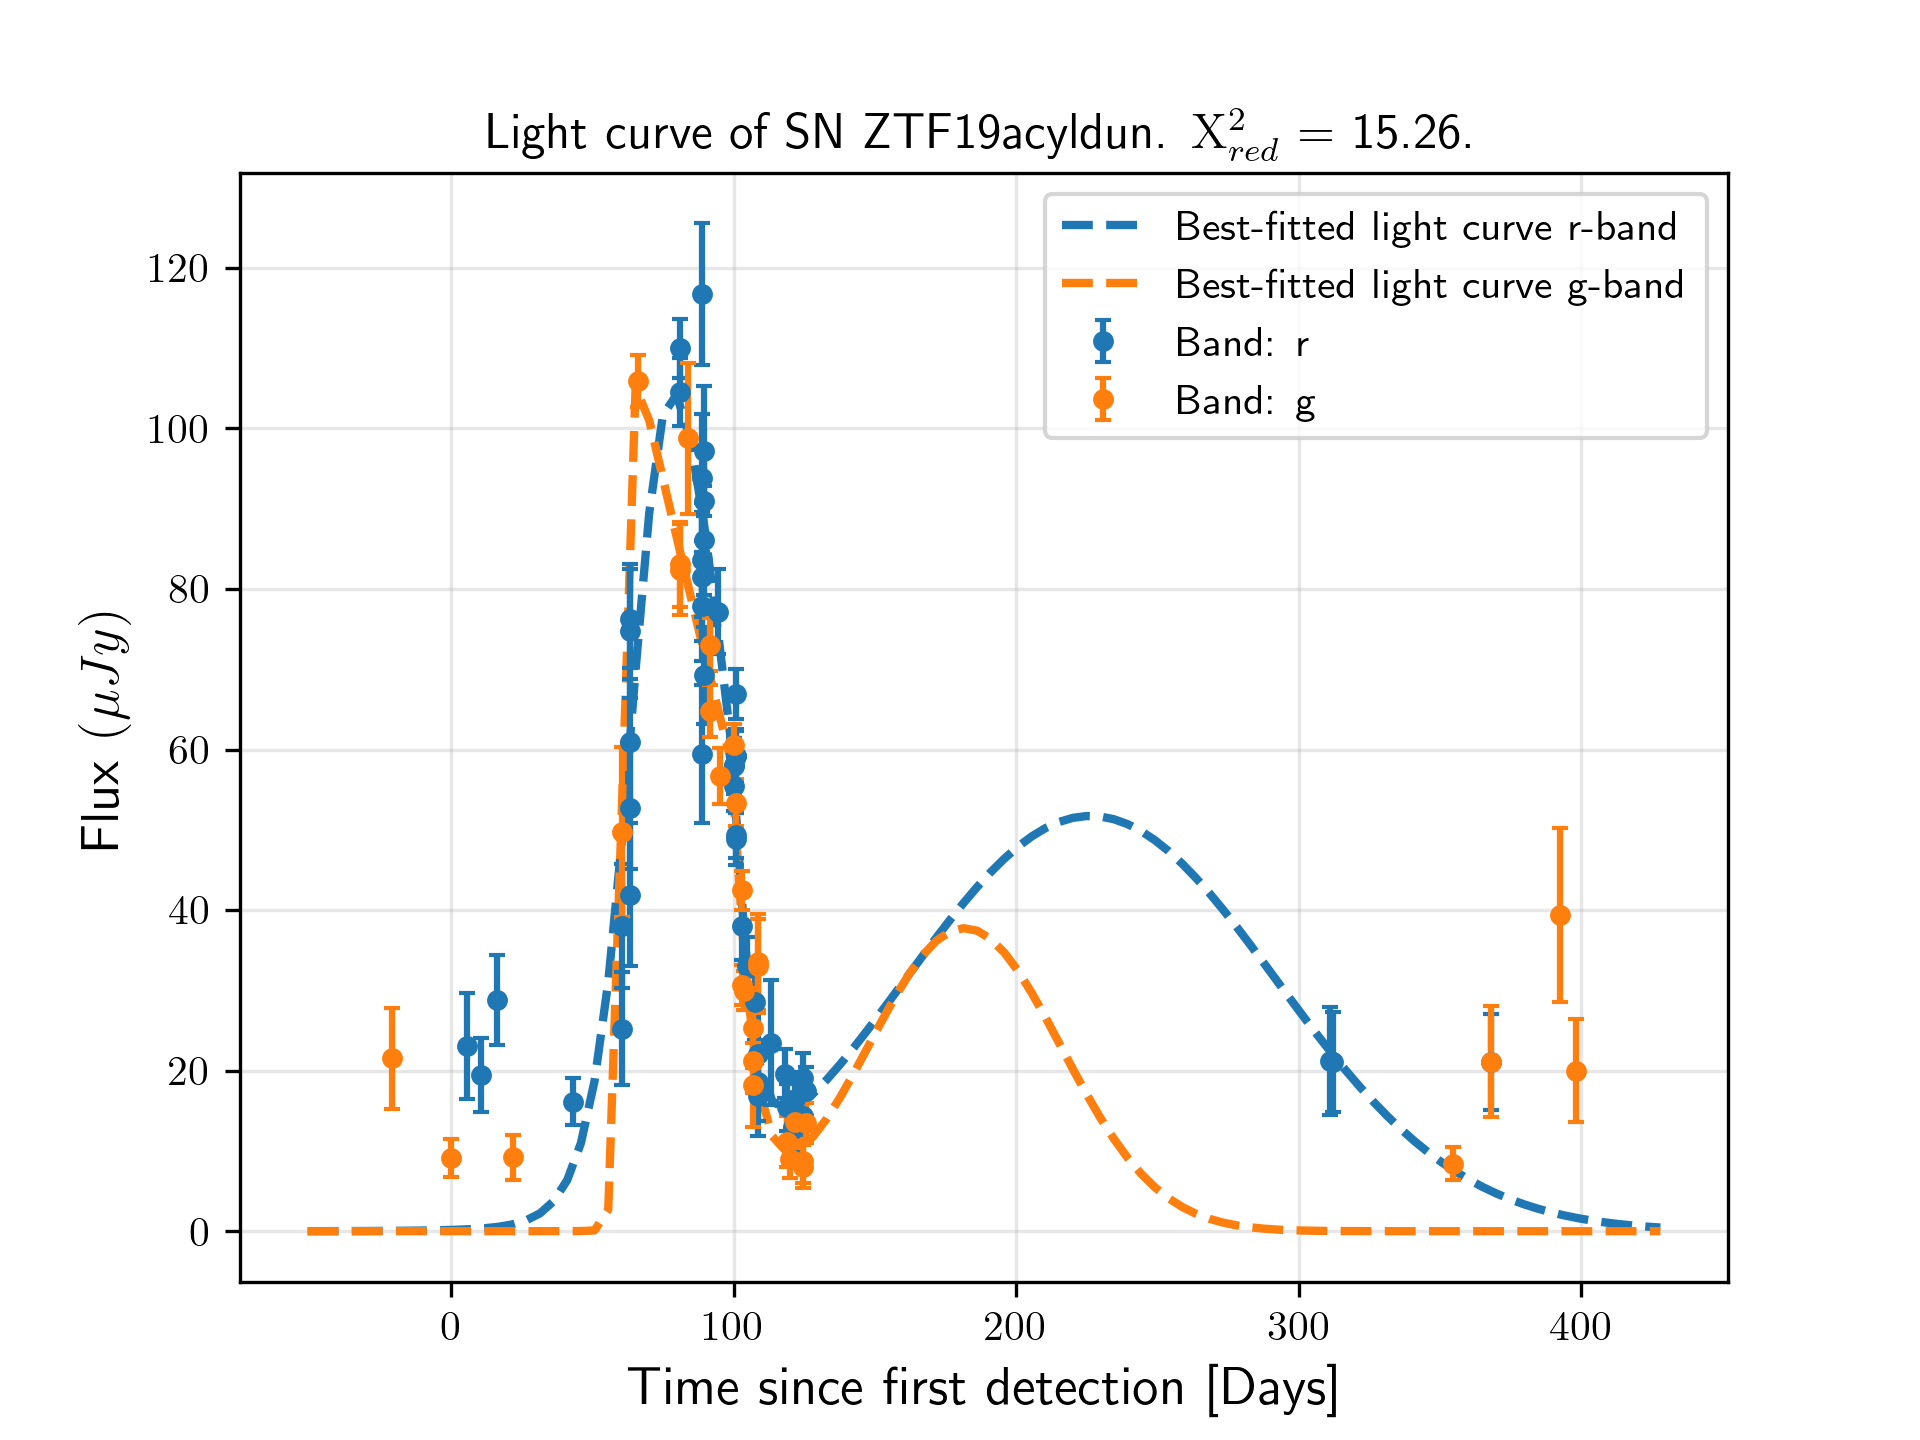 Light curve of SN ZTF19acyldun. X²_red = 15.26.
Best-fitted light curve r-band
Best-fitted light curve g-band
Band: r
Band: g
Flux (μJy)
120
100
80
60
40
20
0
0 100 200 300 400
Time since first detection [Days]